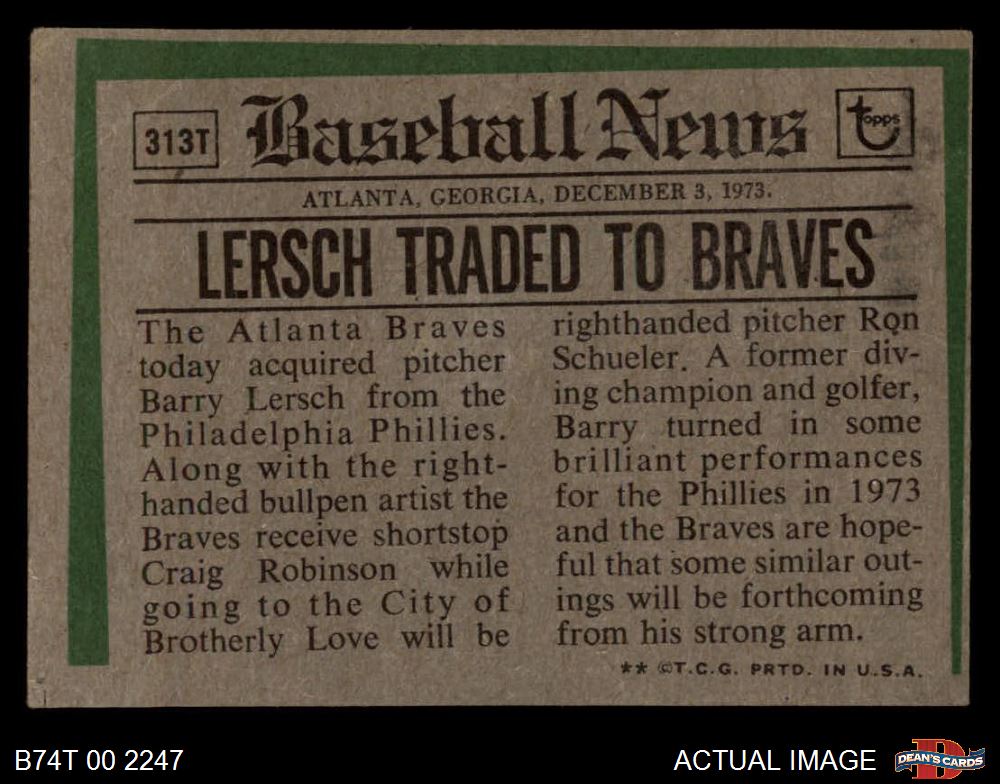 313T
Baseball News
topps
ATLANTA, GEORGIA, DECEMBER 3, 1973.
LERSCH TRADED TO BRAVES
The Atlanta Braves
today acquired pitcher
Barry Lersch from the
Philadelphia Phillies.
Along with the right-
handed bullpen artist the
Braves receive shortstop
Craig Robinson while
going to the City of
Brotherly Love will be
righthanded pitcher Ron
Schueler. A former div-
ing champion and golfer,
Barry turned in some
brilliant performances
for the Phillies in 1973
and the Braves are hope-
ful that some similar out-
ings will be forthcoming
from his strong arm.
** ©T.C.G. PRTD. IN U.S.A.
B74T 00 2247
ACTUAL IMAGE
D
DEAN'S CARDS